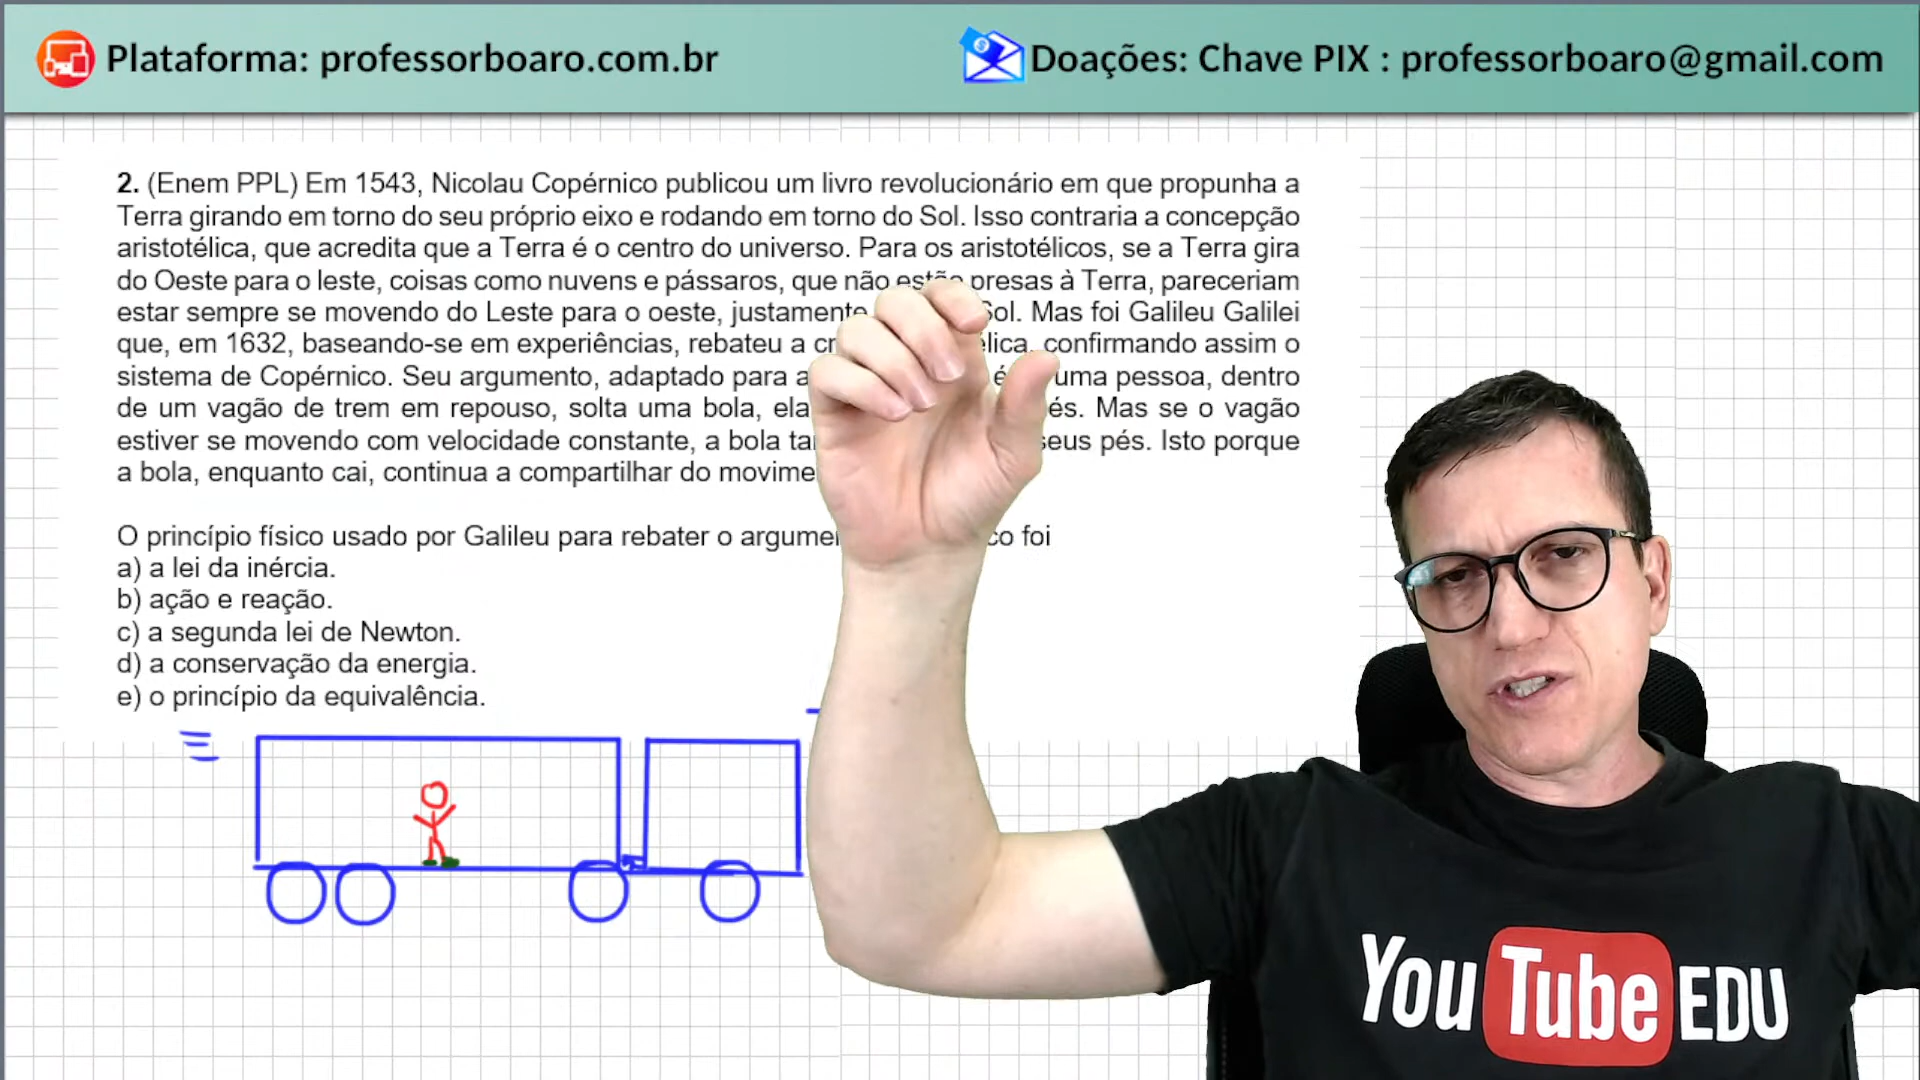 Plataforma: professorboaro.com.br
Doações: Chave PIX : professorboaro@gmail.com
2. (Enem PPL) Em 1543, Nicolau Copérnico publicou um livro revolucionário em que propunha a
Terra girando em torno do seu próprio eixo e rodando em torno do Sol. Isso contraria a concepção
aristotélica, que acredita que a Terra é o centro do universo. Para os aristotélicos, se a Terra gira
do Oeste para o leste, coisas como nuvens e pássaros, que não estão presas à Terra, pareceriam
estar sempre se movendo do Leste para o oeste, justamente Sol. Mas foi Galileu Galilei
que, em 1632, baseando-se em experiências, rebateu a confirmando assim o
sistema de Copérnico. Seu argumento, adaptado para a uma pessoa, dentro
de um vagão de trem em repouso, solta uma bola, ela Mas se o vagão
estiver se movendo com velocidade constante, a bola seus pés. Isto porque
a bola, enquanto cai, continua a compartilhar do
O princípio físico usado por Galileu para rebater o foi
a) a lei da inércia.
b) ação e reação.
c) a segunda lei de Newton.
d) a conservação da energia.
e) o princípio da equivalência.
YouTube EDU